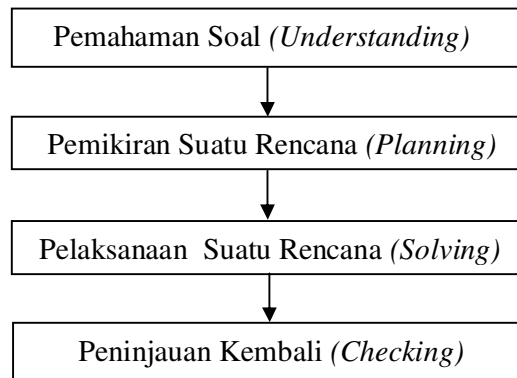 Pemahaman Soal (Understanding)
Pemikiran Suatu Rencana (Planning)
Pelaksanaan Suatu Rencana (Solving)
Peninjauan Kembali (Checking)